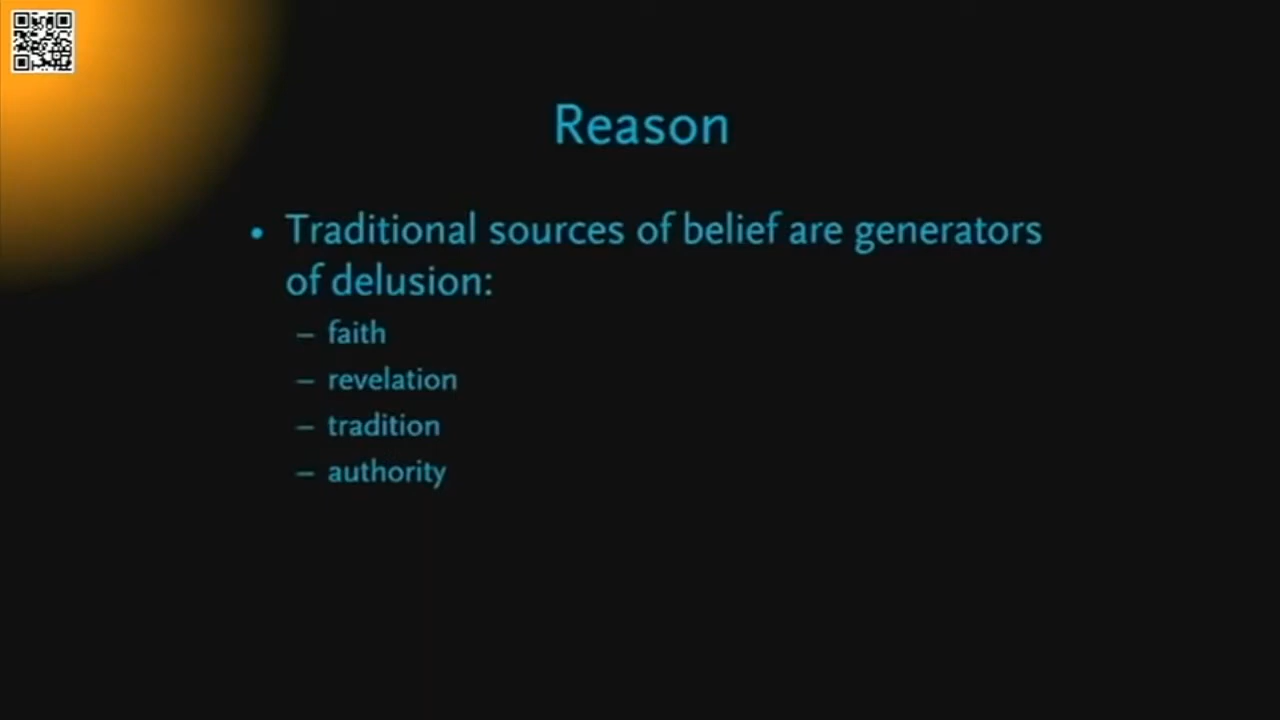 Reason
• Traditional sources of belief are generators
of delusion:
– faith
– revelation
– tradition
– authority